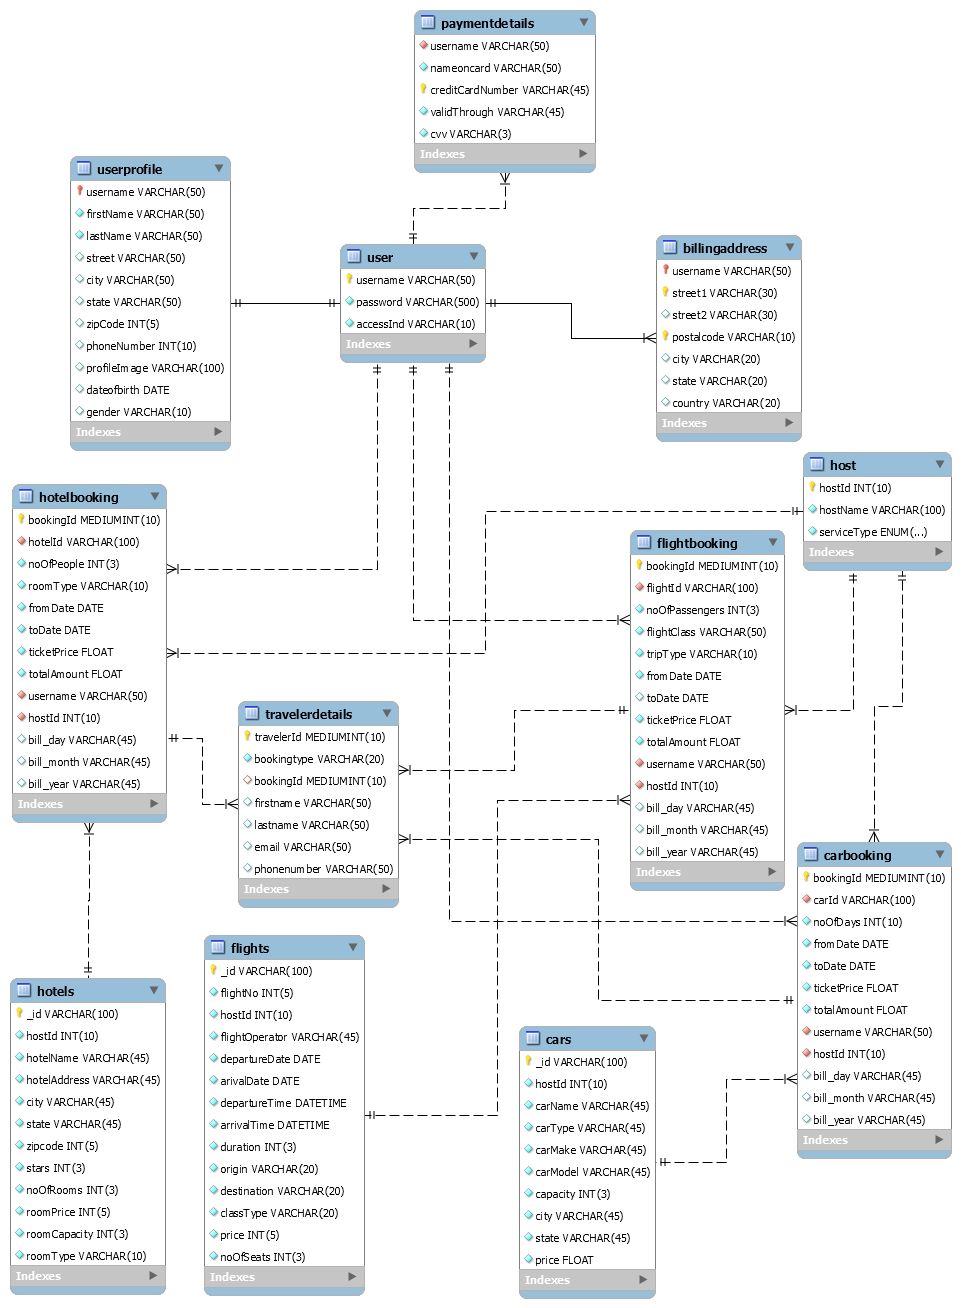 paymentdetails
username VARCHAR(50)
nameoncard VARCHAR(50)
creditCardNumber VARCHAR(45)
validThrough VARCHAR(45)
cvv VARCHAR(3)
Indexes
userprofile
username VARCHAR(50)
firstName VARCHAR(50)
lastName VARCHAR(50)
street VARCHAR(50)
city VARCHAR(50)
state VARCHAR(50)
zipCode INT(5)
phoneNumber INT(10)
profileImage VARCHAR(100)
dateofbirth DATE
gender VARCHAR(10)
Indexes
user
username VARCHAR(50)
password VARCHAR(500)
accessInd VARCHAR(10)
Indexes
billingaddress
username VARCHAR(50)
street1 VARCHAR(30)
street2 VARCHAR(30)
postalcode VARCHAR(10)
city VARCHAR(20)
state VARCHAR(20)
country VARCHAR(20)
Indexes
host
hostId INT(10)
hostName VARCHAR(100)
serviceType ENUM(...)
Indexes
hotelbooking
bookingId MEDIUMINT(10)
hotelId VARCHAR(100)
noOfPeople INT(3)
roomType VARCHAR(10)
fromDate DATE
toDate DATE
ticketPrice FLOAT
totalAmount FLOAT
username VARCHAR(50)
hostId INT(10)
bill_day VARCHAR(45)
bill_month VARCHAR(45)
bill_year VARCHAR(45)
Indexes
flightbooking
bookingId MEDIUMINT(10)
flightId VARCHAR(100)
noOfPassengers INT(3)
flightClass VARCHAR(50)
tripType VARCHAR(10)
fromDate DATE
toDate DATE
ticketPrice FLOAT
totalAmount FLOAT
username VARCHAR(50)
hostId INT(10)
bill_day VARCHAR(45)
bill_month VARCHAR(45)
bill_year VARCHAR(45)
Indexes
travelerdetails
travelerId MEDIUMINT(10)
bookingtype VARCHAR(20)
bookingId MEDIUMINT(10)
firstname VARCHAR(50)
lastname VARCHAR(50)
email VARCHAR(50)
phonenumber VARCHAR(50)
Indexes
carbooking
bookingId MEDIUMINT(10)
carId VARCHAR(100)
noOfDays INT(10)
fromDate DATE
toDate DATE
ticketPrice FLOAT
totalAmount FLOAT
username VARCHAR(50)
hostId INT(10)
bill_day VARCHAR(45)
bill_month VARCHAR(45)
bill_year VARCHAR(45)
Indexes
hotels
_id VARCHAR(100)
hostId INT(10)
hotelName VARCHAR(45)
hotelAddress VARCHAR(45)
city VARCHAR(45)
state VARCHAR(45)
zipcode INT(5)
stars INT(3)
noOfRooms INT(3)
roomPrice INT(5)
roomCapacity INT(3)
roomType VARCHAR(10)
Indexes
flights
_id VARCHAR(100)
flightNo INT(5)
hostId INT(10)
flightOperator VARCHAR(45)
departureDate DATE
arivalDate DATE
departureTime DATETIME
arrivalTime DATETIME
duration INT(3)
origin VARCHAR(20)
destination VARCHAR(20)
classType VARCHAR(20)
price INT(5)
noOfSeats INT(3)
Indexes
cars
_id VARCHAR(100)
hostId INT(10)
carName VARCHAR(45)
carType VARCHAR(45)
carMake VARCHAR(45)
carModel VARCHAR(45)
capacity INT(3)
city VARCHAR(45)
state VARCHAR(45)
price FLOAT
Indexes